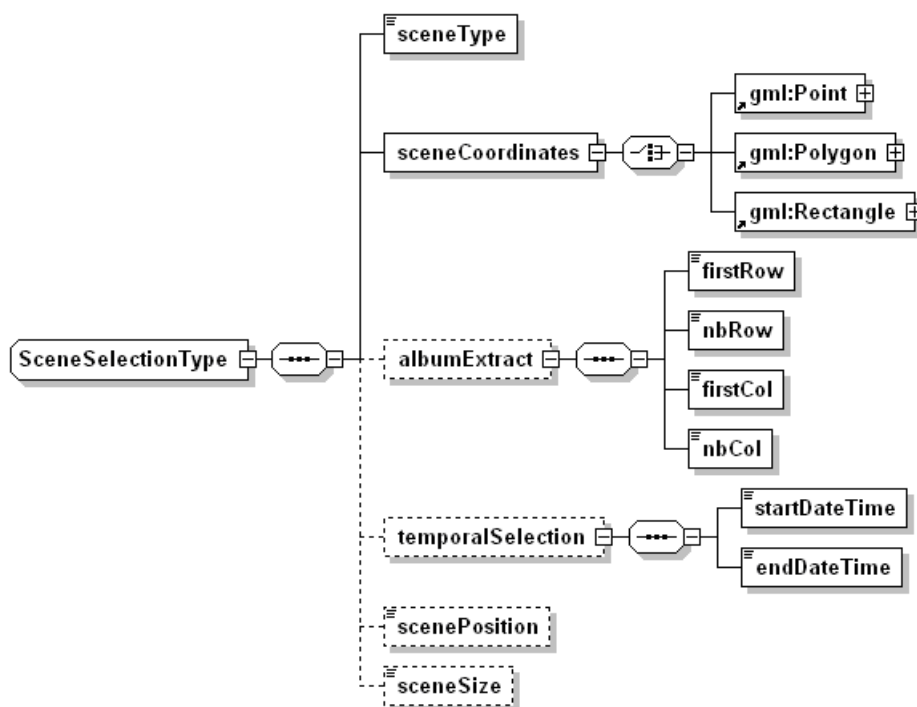 sceneType
gml:Point
sceneCoordinates
gml:Polygon
gml:Rectangle
firstRow
nbRow
SceneSelectionType
albumExtract
firstCol
nbCol
startDateTime
temporalSelection
endDateTime
scenePosition
sceneSize